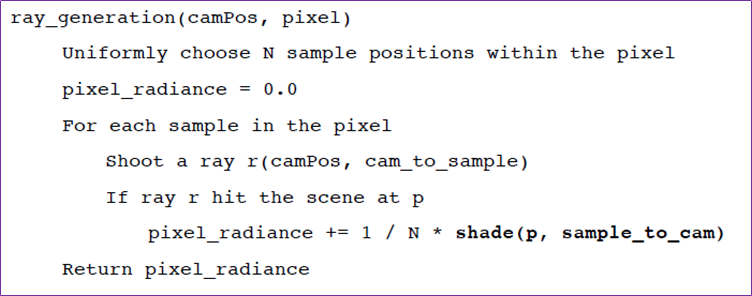 ray_generation(camPos, pixel)
Uniformly choose N sample positions within the pixel
pixel_radiance = 0.0
For each sample in the pixel
Shoot a ray r(camPos, cam_to_sample)
If ray r hit the scene at p
pixel_radiance += 1 / N * shade(p, sample_to_cam)
Return pixel_radiance